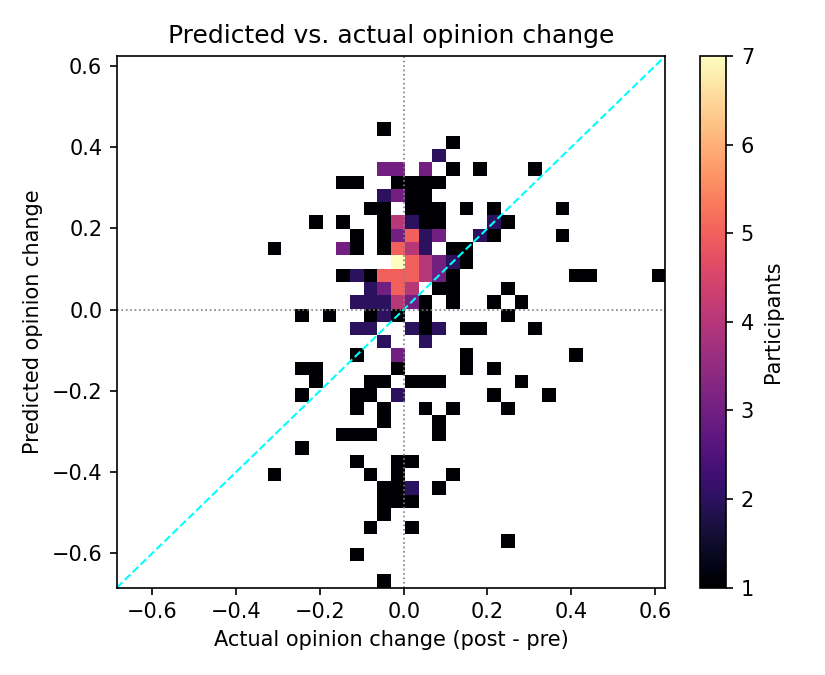 Predicted vs. actual opinion change
0.6
0.4
0.2
0.0
−0.2
−0.4
−0.6
Predicted opinion change
−0.6 −0.4 −0.2 0.0 0.2 0.4 0.6
Actual opinion change (post - pre)
7
6
5
4
3
2
1
Participants